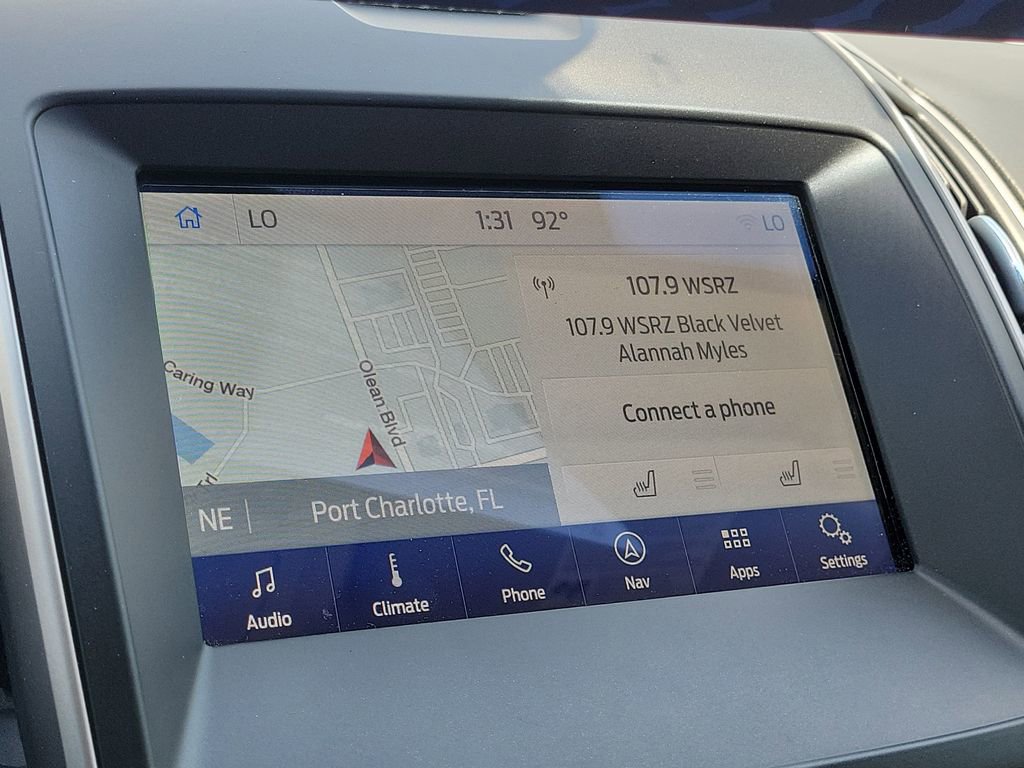 LO
1:31 92°
LO
107.9 WSRZ
107.9 WSRZ Black Velvet
Alannah Myles
Connect a phone
Caring Way
Olean Blvd
NE
Port Charlotte, FL
Audio
Climate
Phone
Nav
Apps
Settings